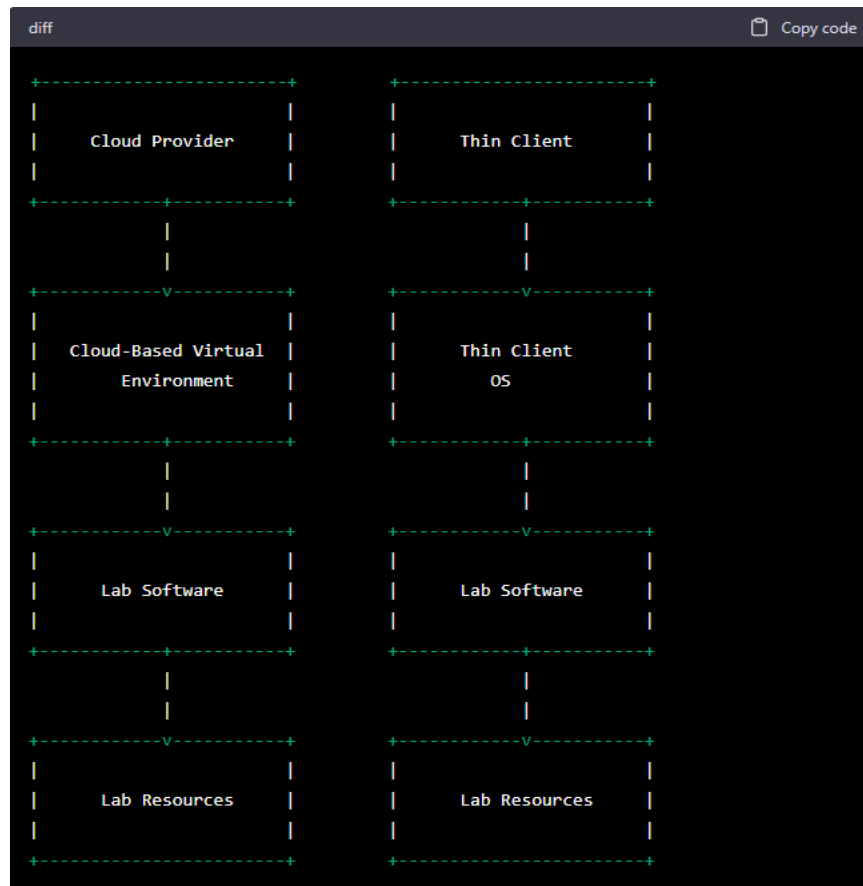 diff Copy code
+------------------------+ +------------------------+
| | | |
| Cloud Provider | | Thin Client |
| | | |
+------------+-----------+ +------------+-----------+
| |
| |
+------------v-----------+ +------------v-----------+
| | | |
| Cloud-Based Virtual | | Thin Client |
| Environment | | OS |
| | | |
+------------+-----------+ +------------+-----------+
| |
| |
+------------v-----------+ +------------v-----------+
| | | |
| Lab Software | | Lab Software |
| | | |
+------------+-----------+ +------------+-----------+
| |
| |
+------------v-----------+ +------------v-----------+
| | | |
| Lab Resources | | Lab Resources |
| | | |
+------------------------+ +------------------------+